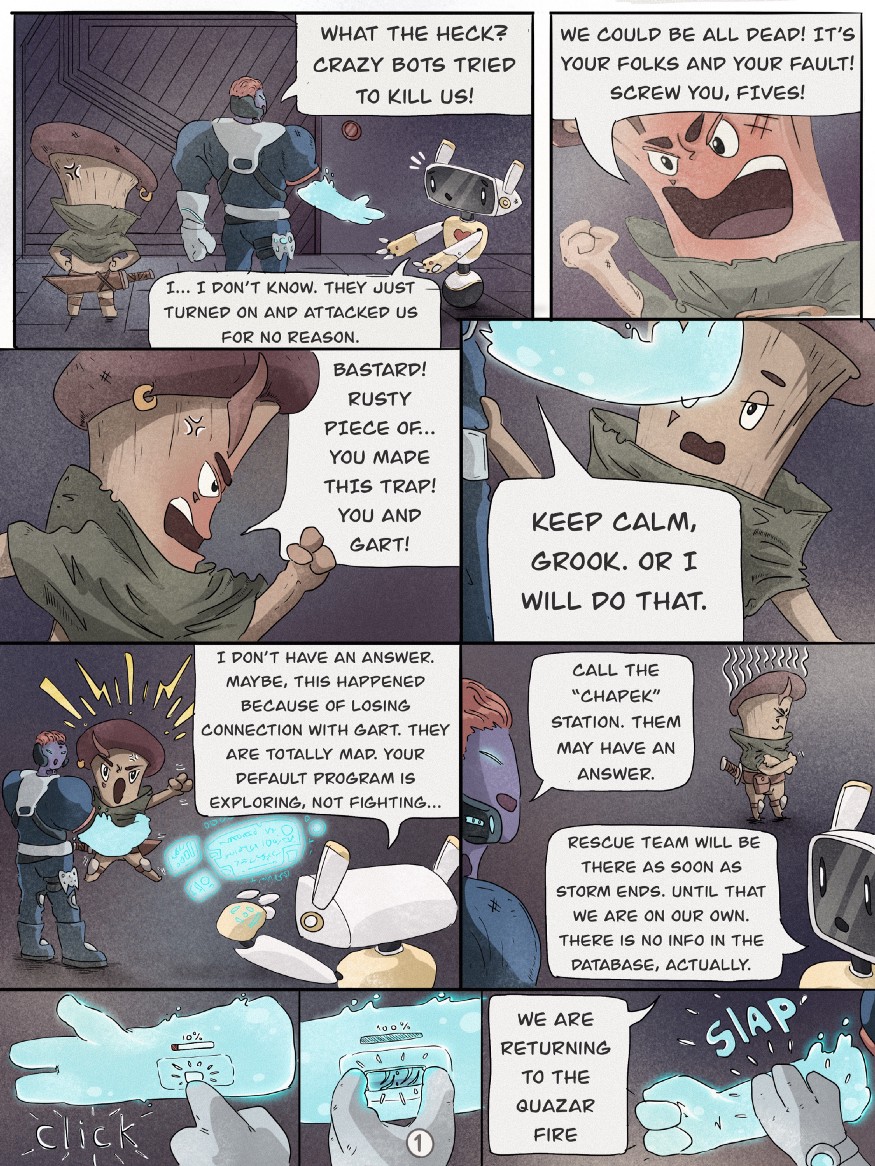 WHAT THE HECK?
CRAZY BOTS TRIED
TO KILL US!
I... I DON'T KNOW. THEY JUST
TURNED ON AND ATTACKED US
FOR NO REASON.
WE COULD BE ALL DEAD! IT'S
YOUR FOLKS AND YOUR FAULT!
SCREW YOU, FIVES!
BASTARD!
RUSTY
PIECE OF...
YOU MADE
THIS TRAP!
YOU AND
GART!
KEEP CALM,
GROOK. OR I
WILL DO THAT.
I DON'T HAVE AN ANSWER.
MAYBE, THIS HAPPENED
BECAUSE OF LOSING
CONNECTION WITH GART. THEY
ARE TOTALLY MAD. YOUR
DEFAULT PROGRAM IS
EXPLORING, NOT FIGHTING...
CALL THE
"CHAPEK"
STATION. THEM
MAY HAVE AN
ANSWER.
RESCUE TEAM WILL BE
THERE AS SOON AS
STORM ENDS. UNTIL THAT
WE ARE ON OUR OWN.
THERE IS NO INFO IN THE
DATABASE, ACTUALLY.
10%
click
100%
WE ARE
RETURNING
TO THE
QUAZAR
FIRE
SLAP
1